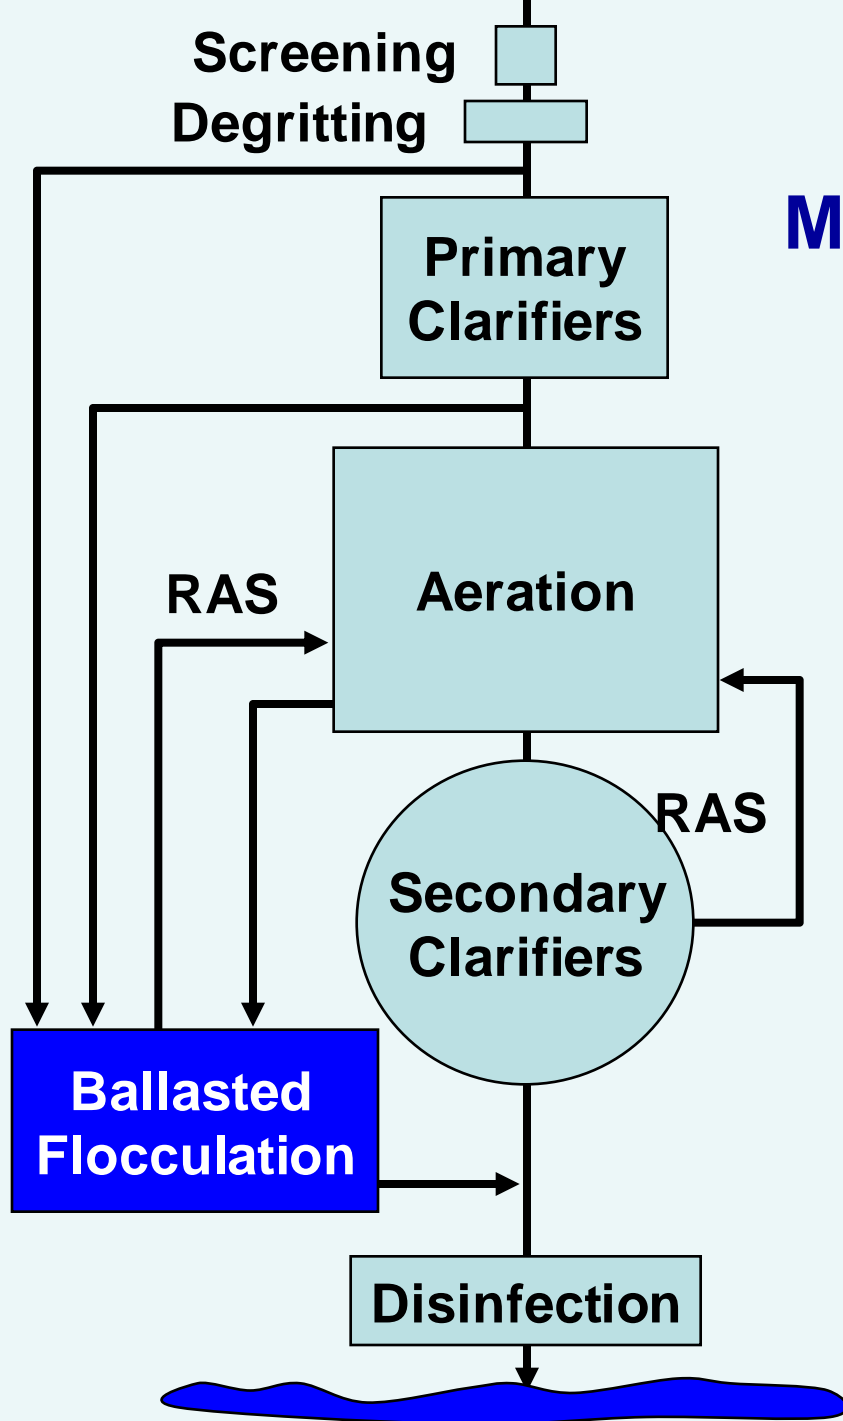 Screening
Degritting
M
Primary
Clarifiers
Aeration
RAS
RAS
Secondary
Clarifiers
Ballasted
Flocculation
Disinfection